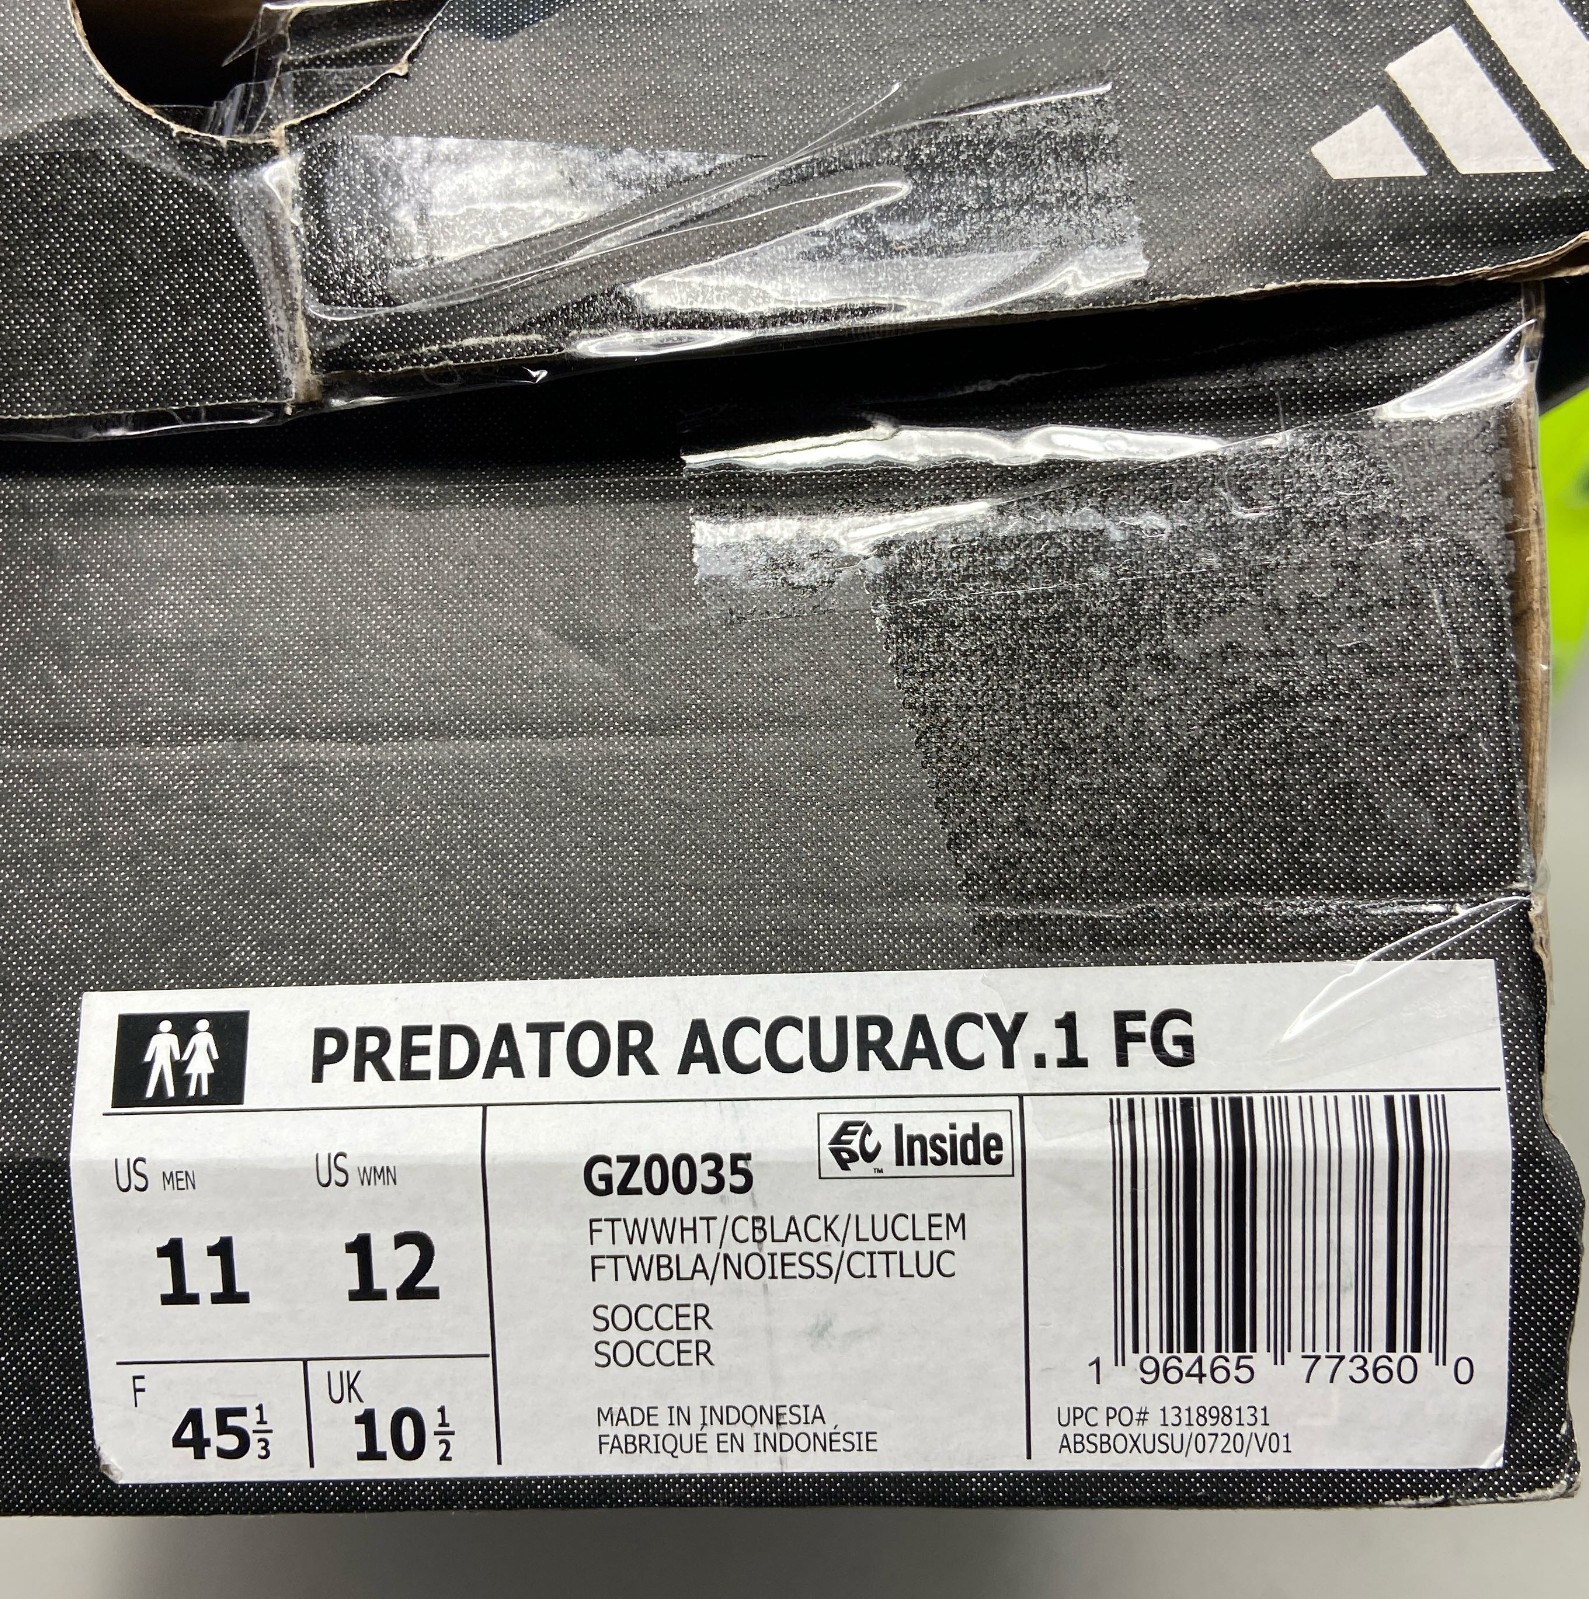 PREDATOR ACCURACY.1 FG
US MEN
US WMN
11
12
F
45 1/3
UK
10 1/2
GZ0035
EPC Inside
™
FTWWHT/CBLACK/LUCLEM
FTWBLA/NOIESS/CITLUC
SOCCER
SOCCER
MADE IN INDONESIA
FABRIQUÉ EN INDONÉSIE
1 96465 77360 0
UPC PO# 131898131
ABSBOXUSU/0720/V01